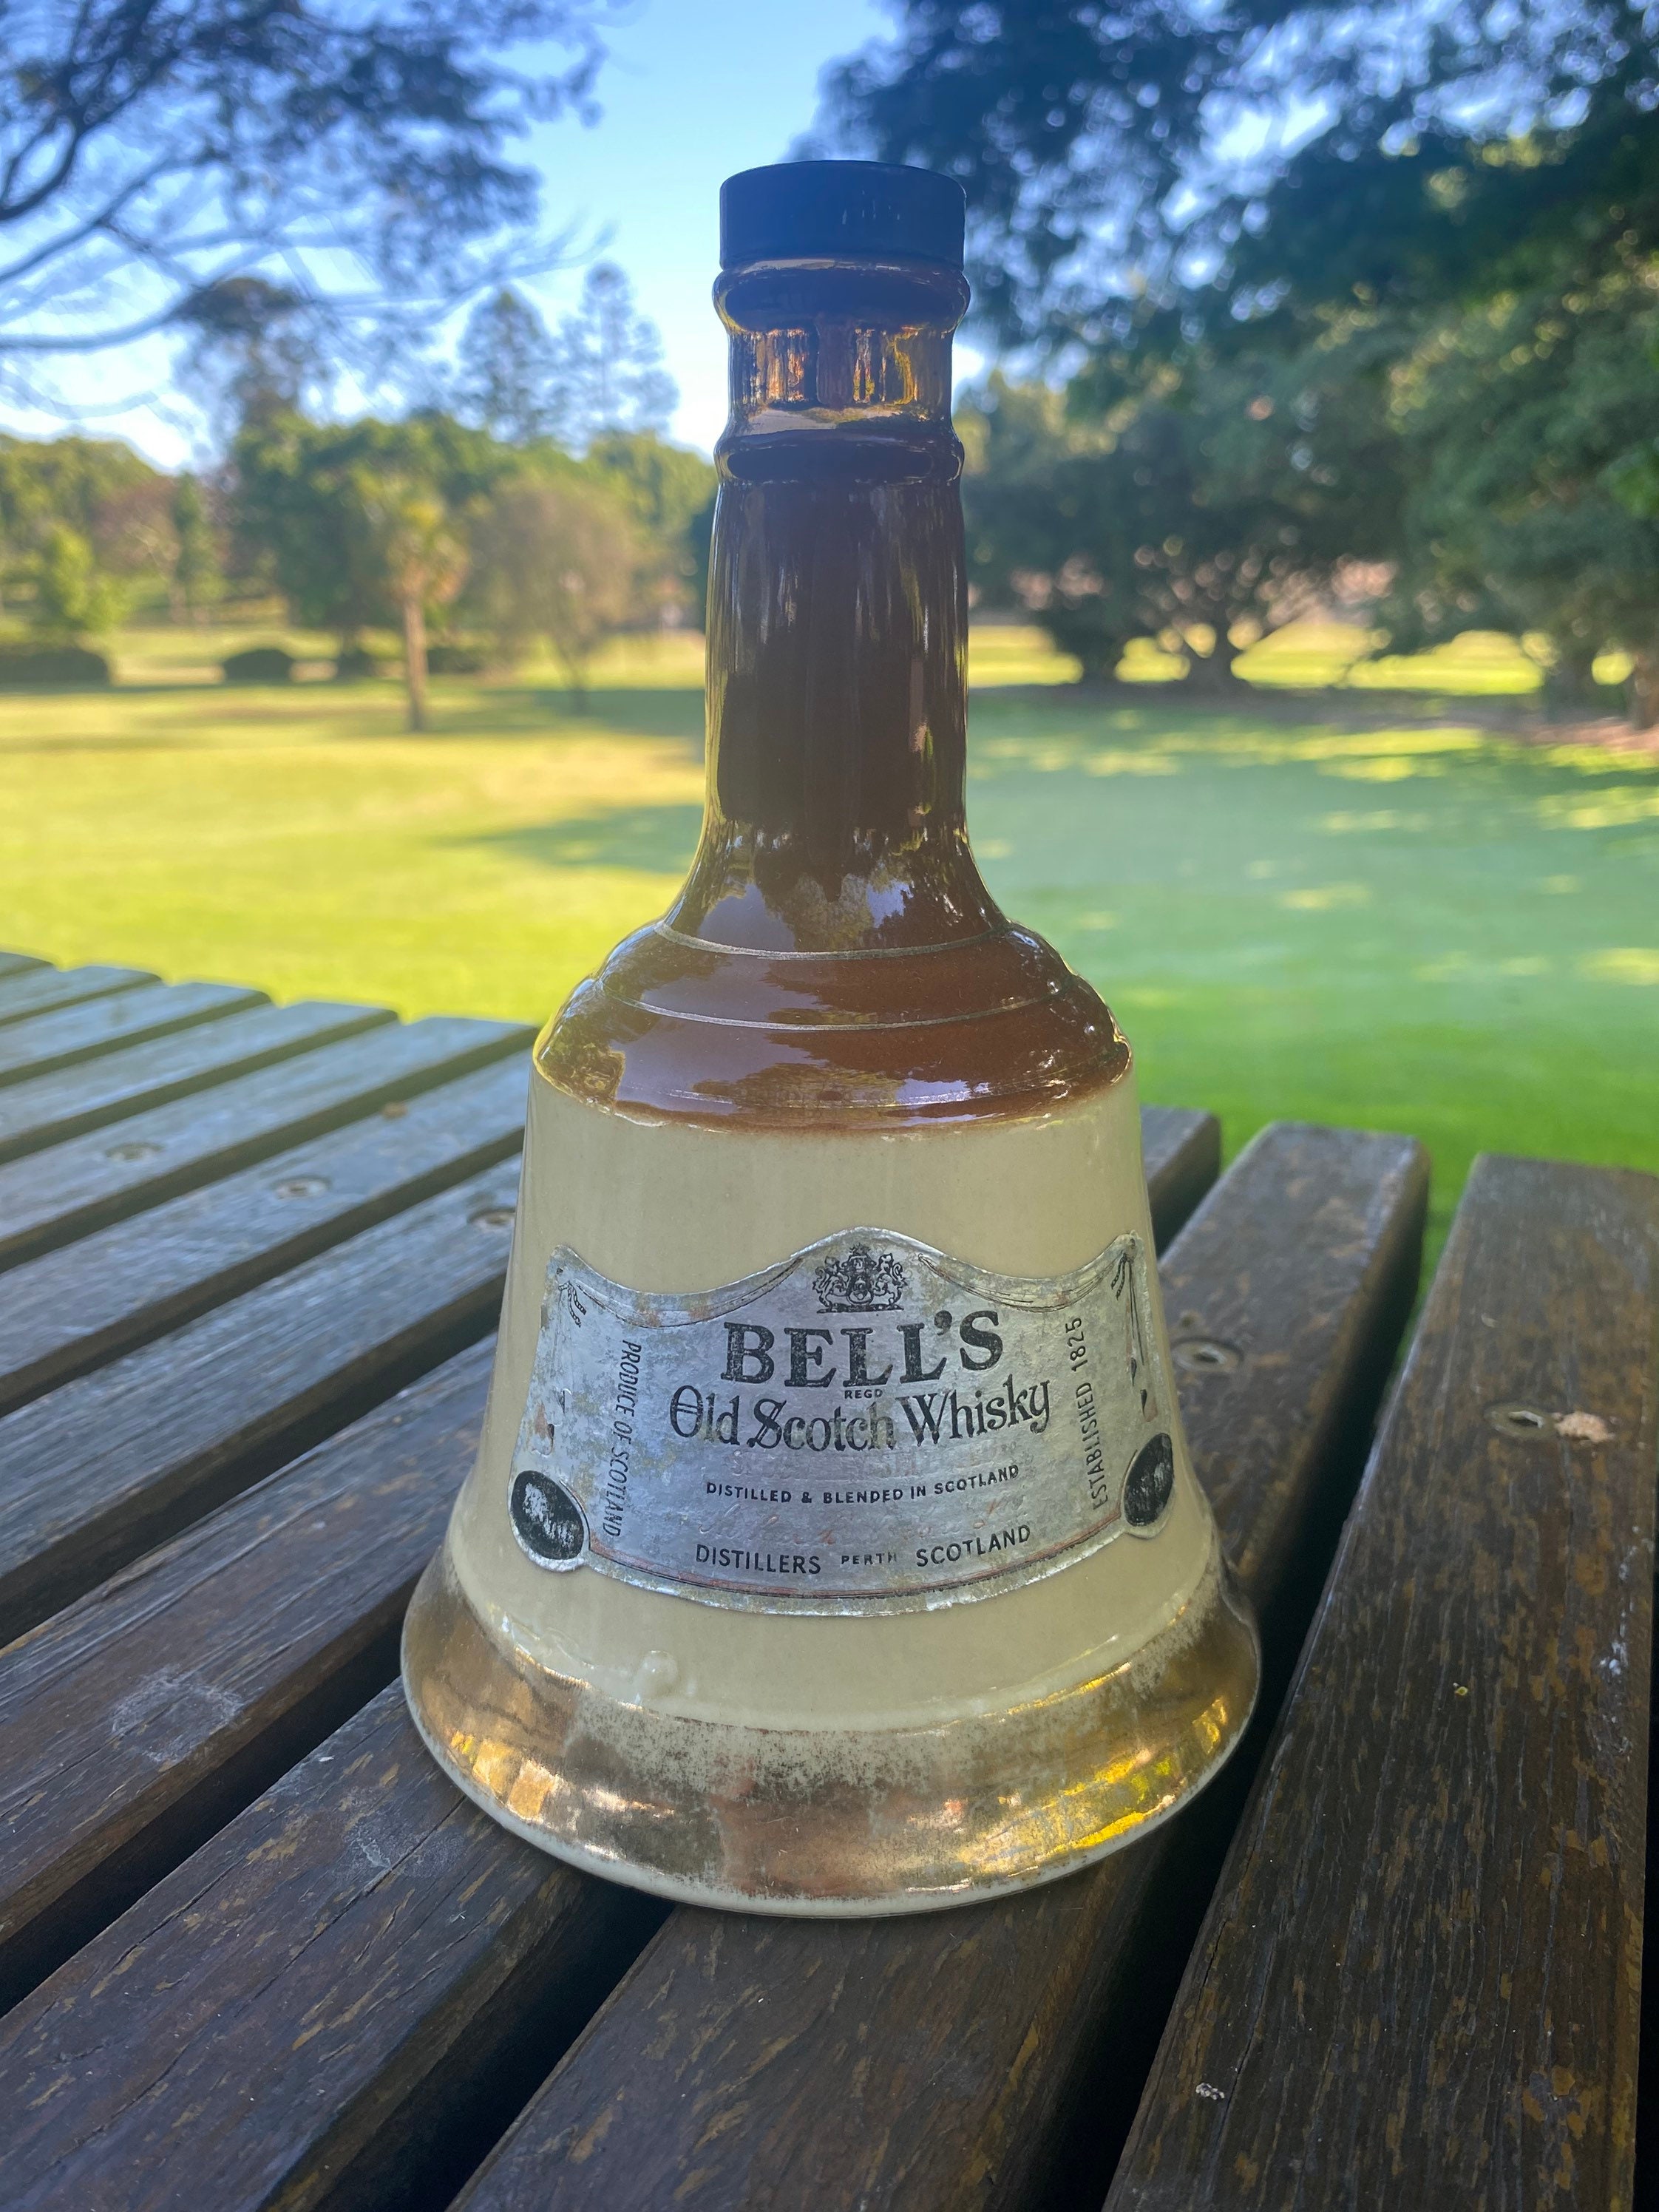 BELL'S
REGD
Old Scotch Whisky
DISTILLED & BLENDED IN SCOTLAND
DISTILLERS PERTH SCOTLAND
PRODUCE OF SCOTLAND
ESTABLISHED 1825